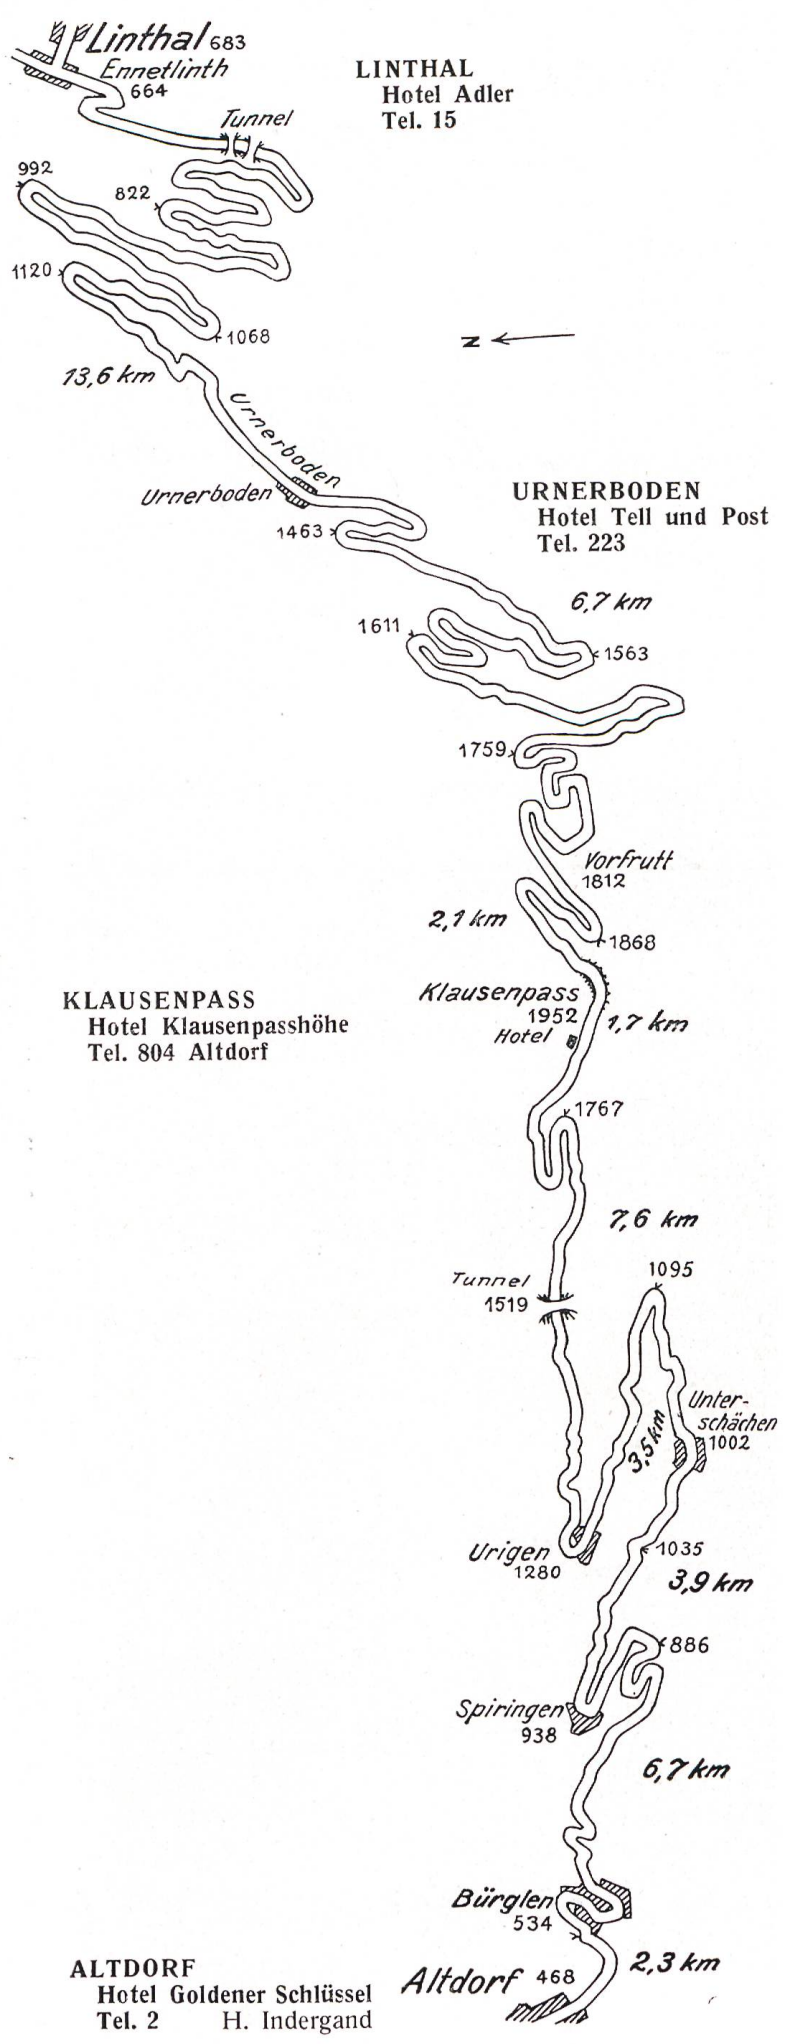 Linthal 683
Ennetlinth
664
LINTHAL
Hotel Adler
Tel. 15
Tunnel
992
822
1120
1068
N
13,6 km
Urnerboden
Urnerboden
URNERBODEN
Hotel Tell und Post
Tel. 223
1463
6,7 km
1611
1563
1759
Vorfrutt
1812
2,1 km
1868
KLAUSENPASS
Hotel Klausenpasshöhe
Tel. 804 Altdorf
Klausenpass
1952
Hotel
1,7 km
1767
7,6 km
1095
Tunnel
1519
Unter-
schächen
1002
3,5 km
Urigen
1280
1035
3,9 km
886
Spiringen
938
6,7 km
Bürglen
534
2,3 km
ALTDORF
Hotel Goldener Schlüssel
Tel. 2 H. Indergand
Altdorf 468